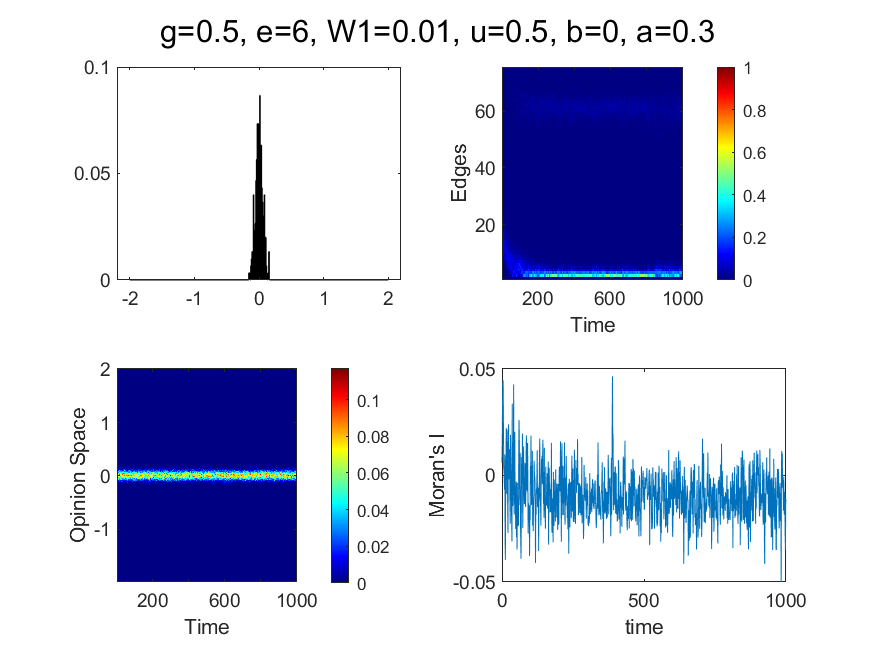 g=0.5, e=6, W1=0.01, u=0.5, b=0, a=0.3
0.1
0.05
0
-2 -1 0 1 2
Edges
60
40
20
200 600 1000
Time
1
0.8
0.6
0.4
0.2
0
Opinion Space
2
1
0
-1
200 600 1000
Time
0.1
0.08
0.06
0.04
0.02
0
Moran's I
0.05
0
-0.05
0 500 1000
time